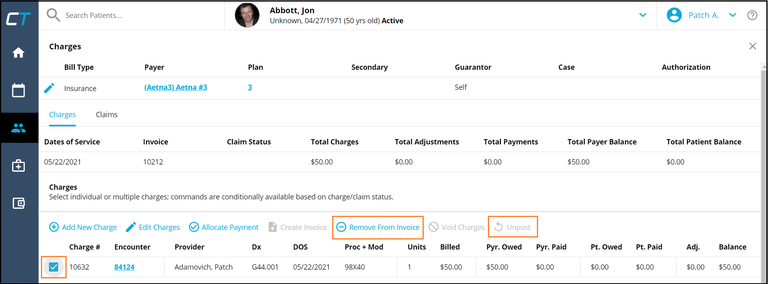 CT
Search Patients...
Abbott, Jon
Unknown, 04/27/1971 (50 yrs old) Active
Patch A.
Charges
Bill Type Payer Plan Secondary Guarantor Case Authorization
Insurance (Aetna3) Aetna #3 3 Self
Charges Claims
Dates of Service Invoice Claim Status Total Charges Total Adjustments Total Payments Total Payer Balance Total Patient Balance
05/22/2021 10212 $50.00 $0.00 $0.00 $50.00 $0.00
Charges
Select individual or multiple charges; commands are conditionally available based on charge/claim status.
Add New Charge Edit Charges Allocate Payment Create Invoice Remove From Invoice Void Charges Unpost
Charge # Encounter Provider Dx DOS Proc + Mod Units Billed Pyr. Owed Pyr. Paid Pt. Owed Pt. Paid Adj. Balance
10632 84124 Adamovich, Patch G44.001 05/22/2021 98X40 1 $50.00 $50.00 $0.00 $0.00 $0.00 $0.00 $50.00